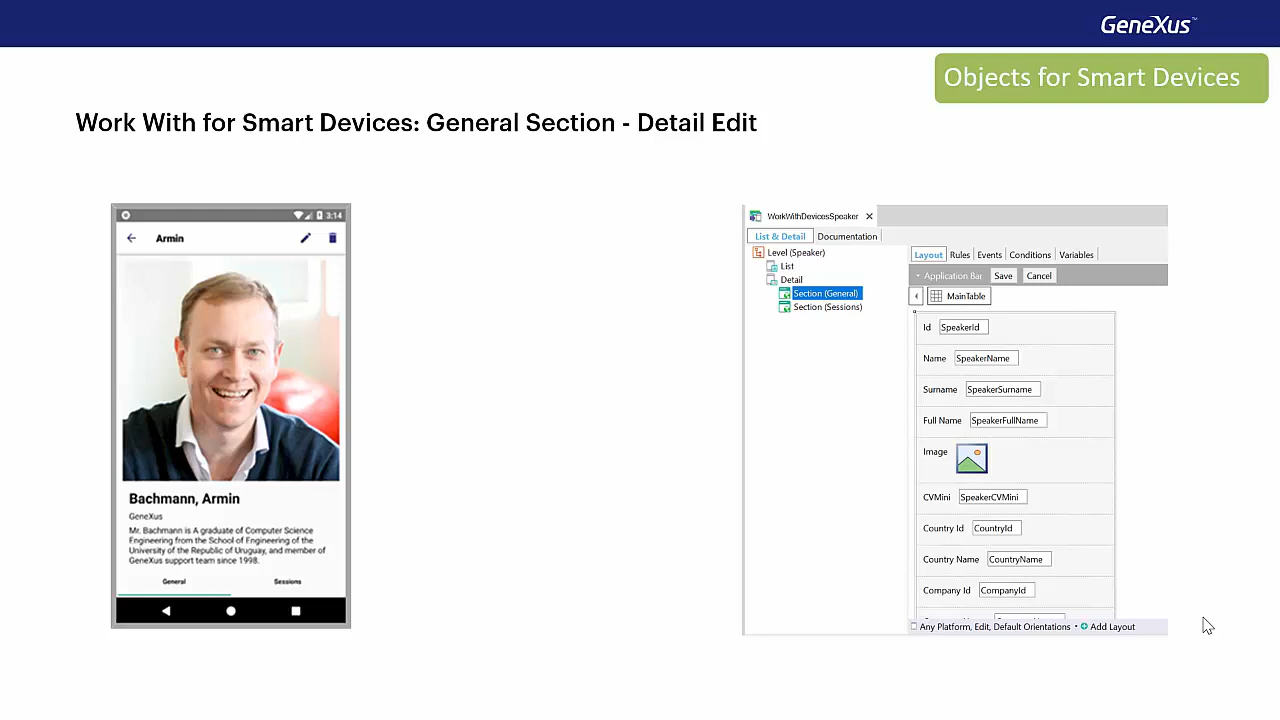 GeneXus™
Objects for Smart Devices
Work With for Smart Devices: General Section - Detail Edit
3:14
Armin
Bachmann, Armin
GeneXus
Mr. Bachmann is A graduate of Computer Science
Engineering from the School of Engineering of the
University of the Republic of Uruguay, and member of
GeneXus support team since 1998.
General Sessions
WorkWithDevicesSpeaker
List & Detail Documentation
Level (Speaker)
List
Detail
Section (General)
Section (Sessions)
Layout Rules Events Conditions Variables
Application Bar Save Cancel
MainTable
Id SpeakerId
Name SpeakerName
Surname SpeakerSurname
Full Name SpeakerFullName
Image
CVMini SpeakerCVMini
Country Id CountryId
Country Name CountryName
Company Id CompanyId
Any Platform, Edit, Default Orientations • Add Layout